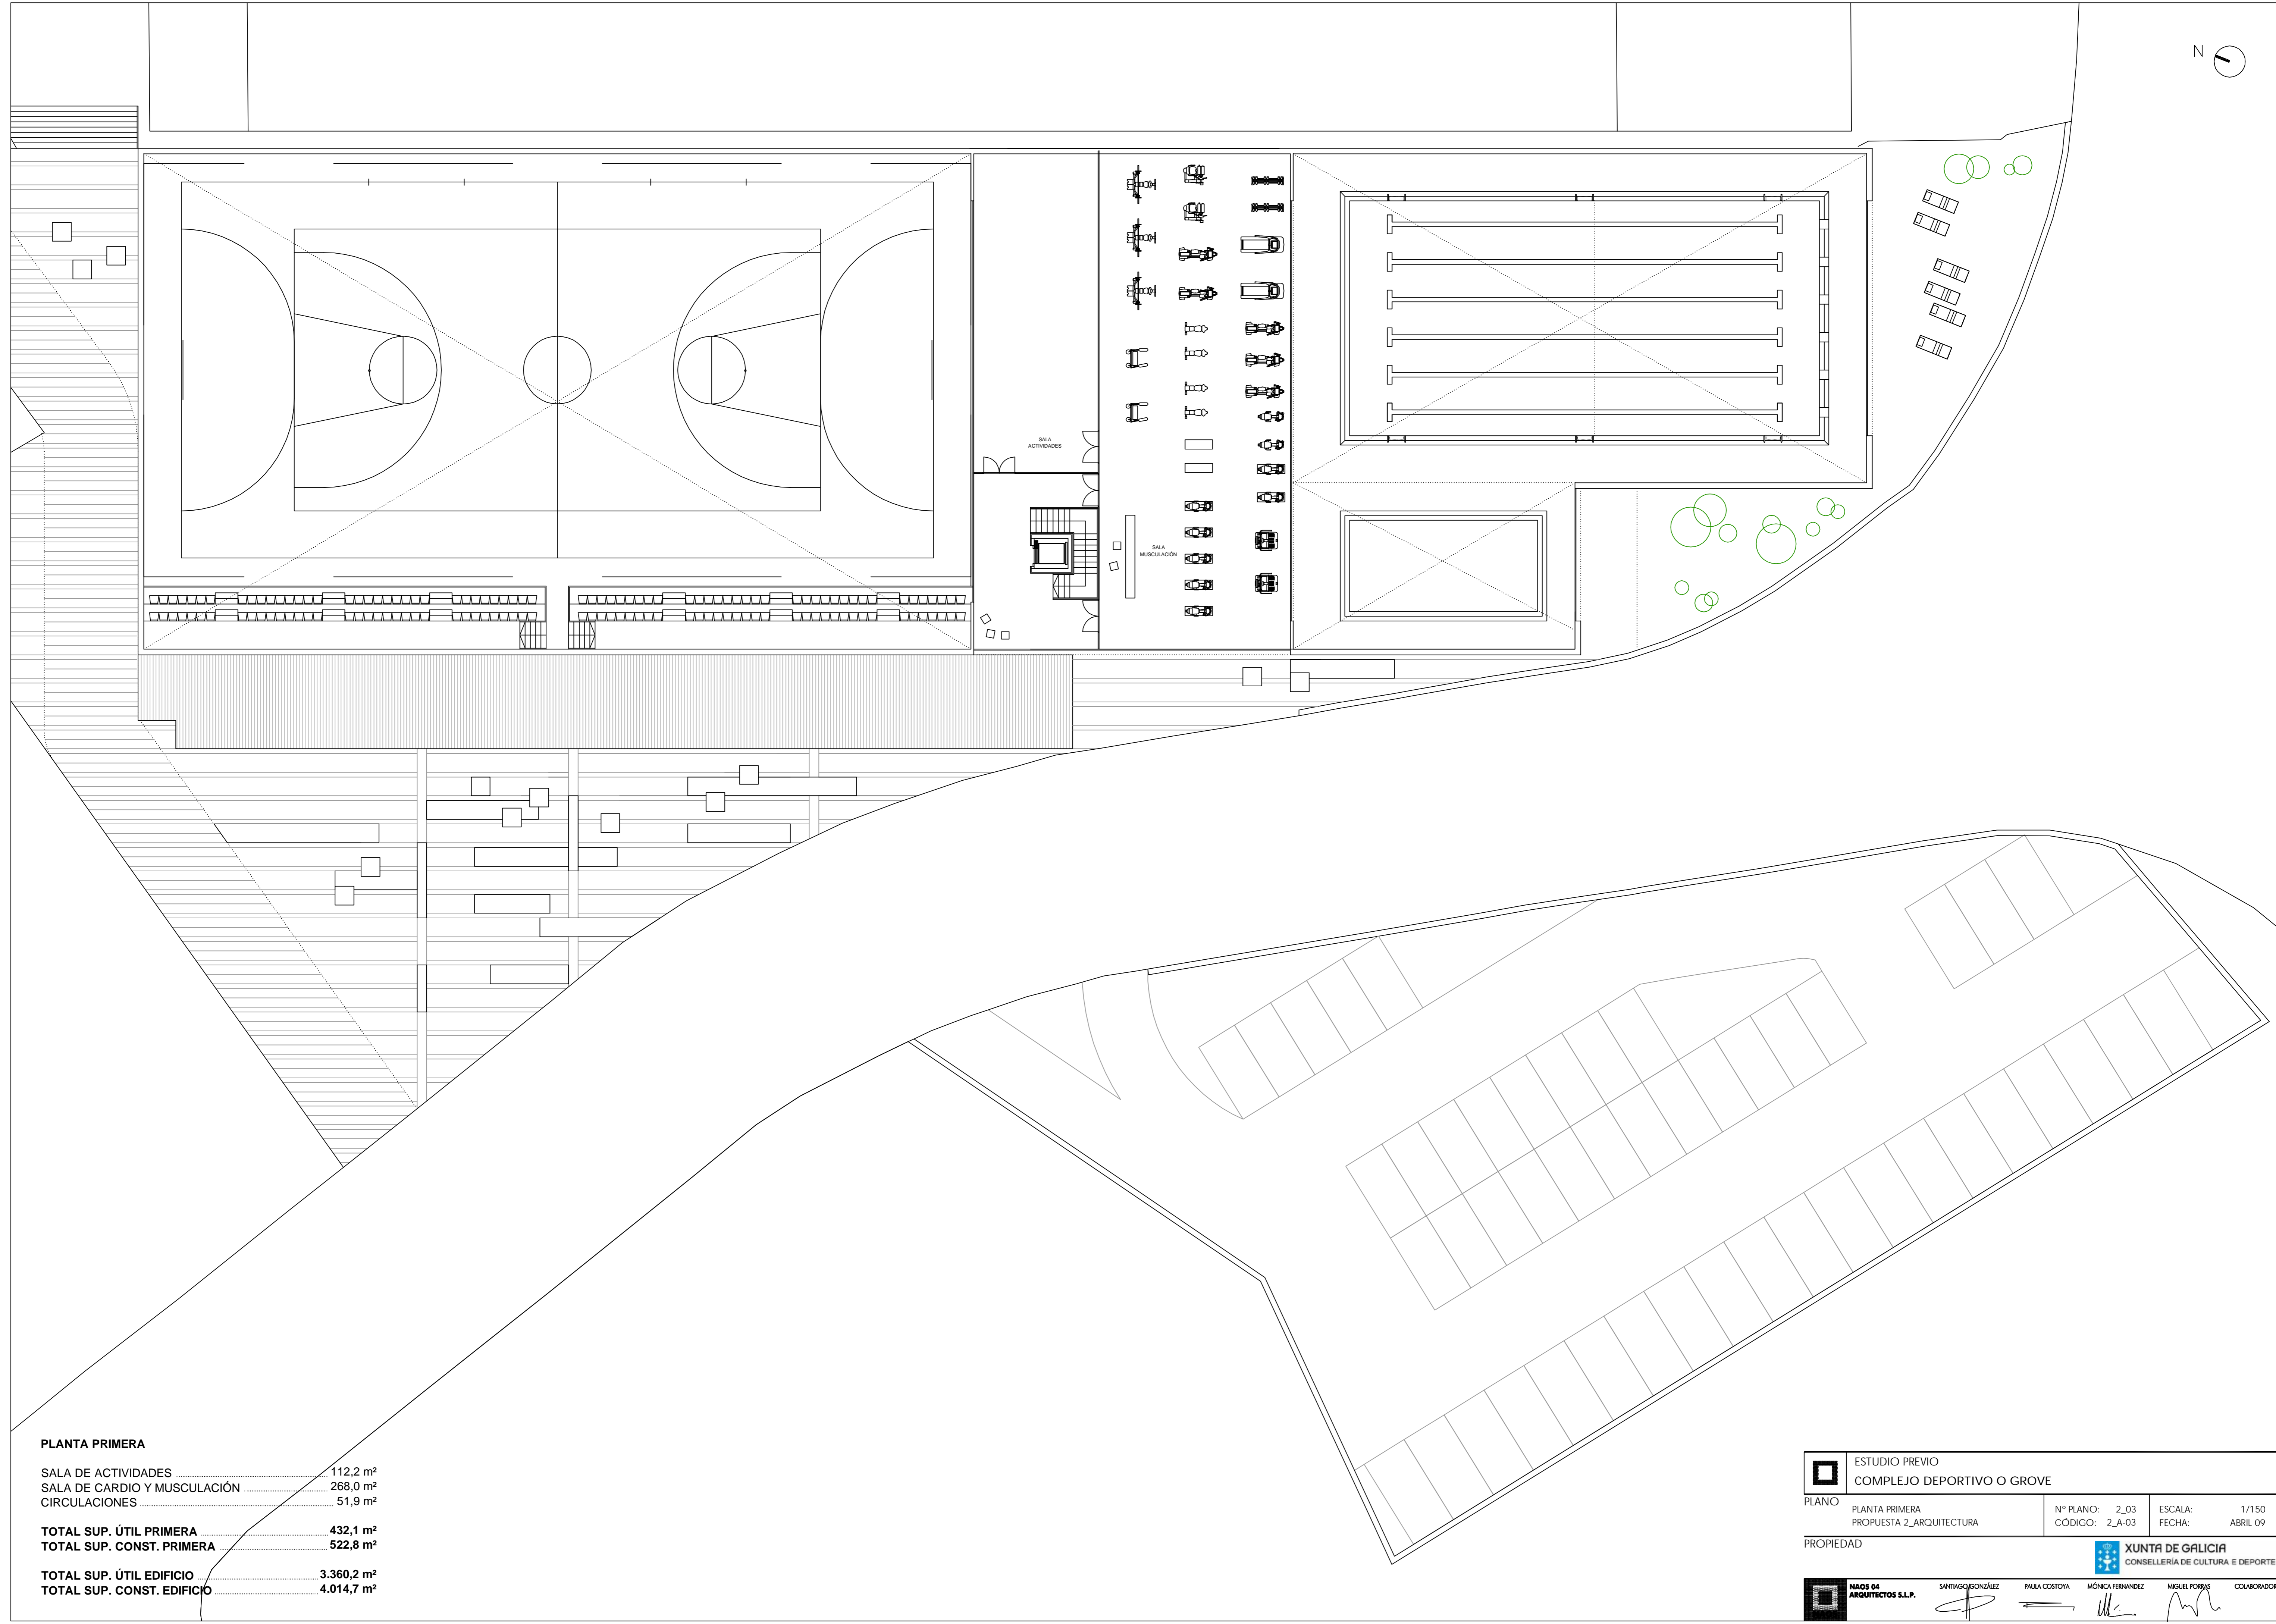 N
SALA
ACTIVIDADES
SALA
MUSCULACIÓN
PLANTA PRIMERA
SALA DE ACTIVIDADES 112,2 m²
SALA DE CARDIO Y MUSCULACIÓN 268,0 m²
CIRCULACIONES 51,9 m²
TOTAL SUP. ÚTIL PRIMERA 432,1 m²
TOTAL SUP. CONST. PRIMERA 522,8 m²
TOTAL SUP. ÚTIL EDIFICIO 3.360,2 m²
TOTAL SUP. CONST. EDIFICIO 4.014,7 m²
ESTUDIO PREVIO
COMPLEJO DEPORTIVO O GROVE
PLANO
PLANTA PRIMERA Nº PLANO: 2_03 ESCALA: 1/150
PROPUESTA 2_ARQUITECTURA CÓDIGO: 2_A-03 FECHA: ABRIL 09
PROPIEDAD
XUNTA DE GALICIA
CONSELLERÍA DE CULTURA E DEPORTE
NAOS 04 SANTIAGO GONZÁLEZ PAULA COSTOYA MÓNICA FERNANDEZ MIGUEL PORRAS COLABORADOR
ARQUITECTOS S.L.P.